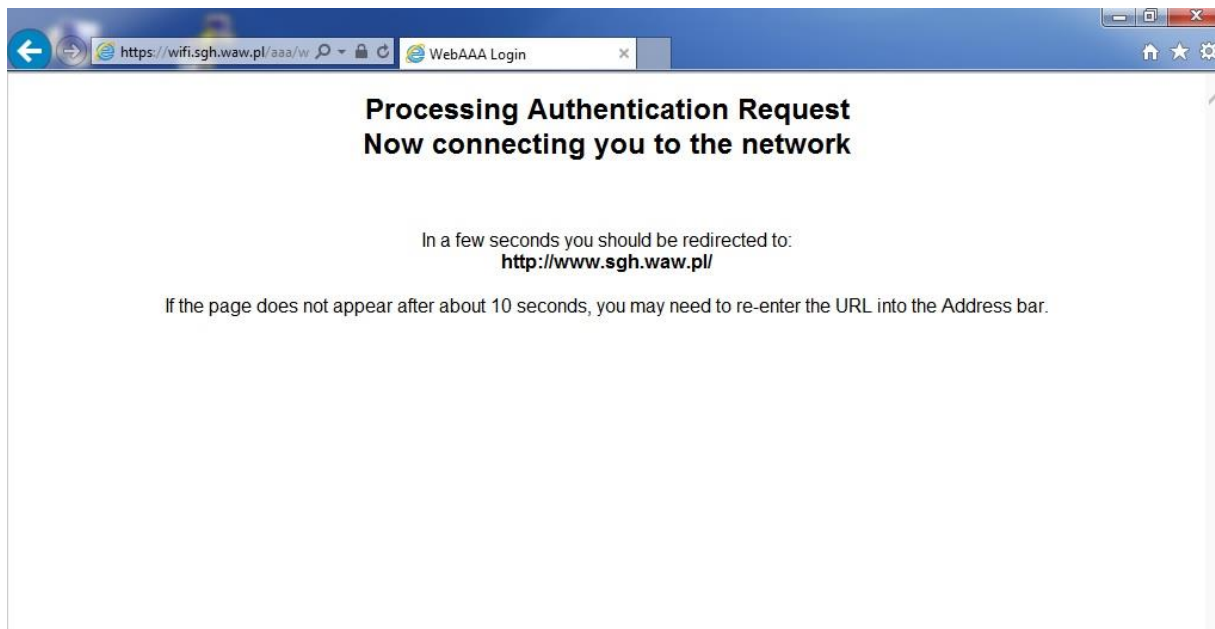 https://wifi.sgh.waw.pl/aaa/w
WebAAA Login
Processing Authentication Request
Now connecting you to the network
In a few seconds you should be redirected to:
http://www.sgh.waw.pl/
If the page does not appear after about 10 seconds, you may need to re-enter the URL into the Address bar.